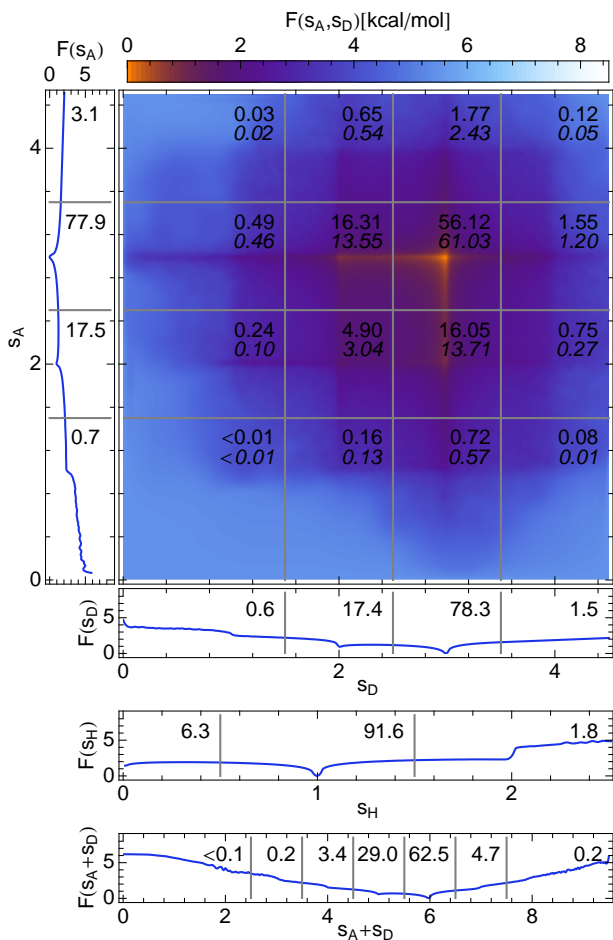 F(s_A,s_D)[kcal/mol]
F(s_A)
0 5
0 2 4 6 8
3.1
77.9
17.5
0.7
4
2
0
s_A
0.03 0.65 1.77 0.12
0.02 0.54 2.43 0.05
0.49 16.31 56.12 1.55
0.46 13.55 61.03 1.20
0.24 4.90 16.05 0.75
0.10 3.04 13.71 0.27
<0.01 0.16 0.72 0.08
<0.01 0.13 0.57 0.01
F(s_D)
5
0
0.6 17.4 78.3 1.5
0 2 4
s_D
F(s_H)
5
0
6.3 91.6 1.8
0 1 2
s_H
F(s_A+s_D)
5
0
<0.1 0.2 3.4 29.0 62.5 4.7 0.2
0 2 4 6 8
s_A+s_D